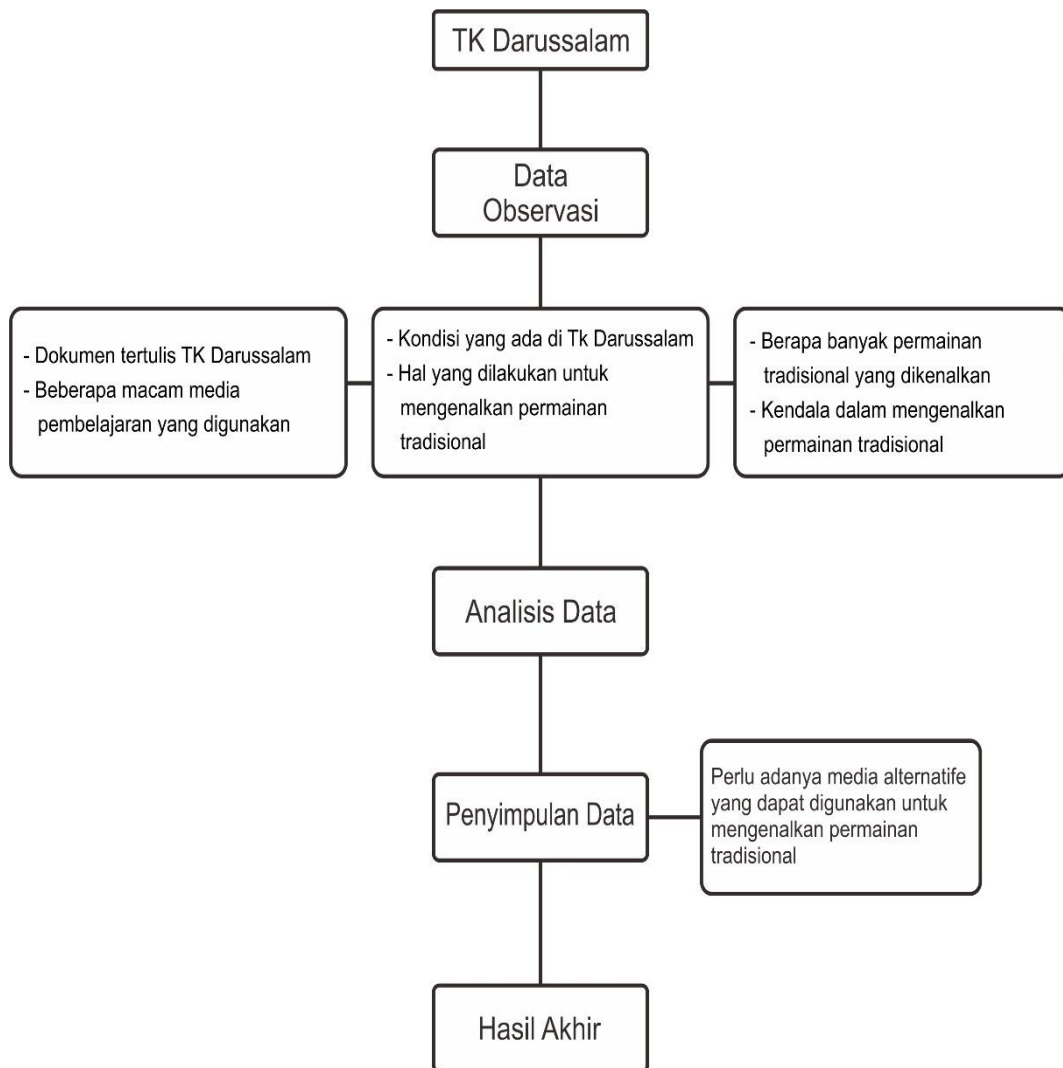 TK Darussalam
Data
Observasi
- Dokumen tertulis TK Darussalam
- Beberapa macam media
pembelajaran yang digunakan
- Kondisi yang ada di Tk Darussalam
- Hal yang dilakukan untuk
mengenalkan permainan
tradisional
- Berapa banyak permainan
tradisional yang dikenalkan
- Kendala dalam mengenalkan
permainan tradisional
Analisis Data
Penyimpulan Data
Perlu adanya media alternatife
yang dapat digunakan untuk
mengenalkan permainan
tradisional
Hasil Akhir